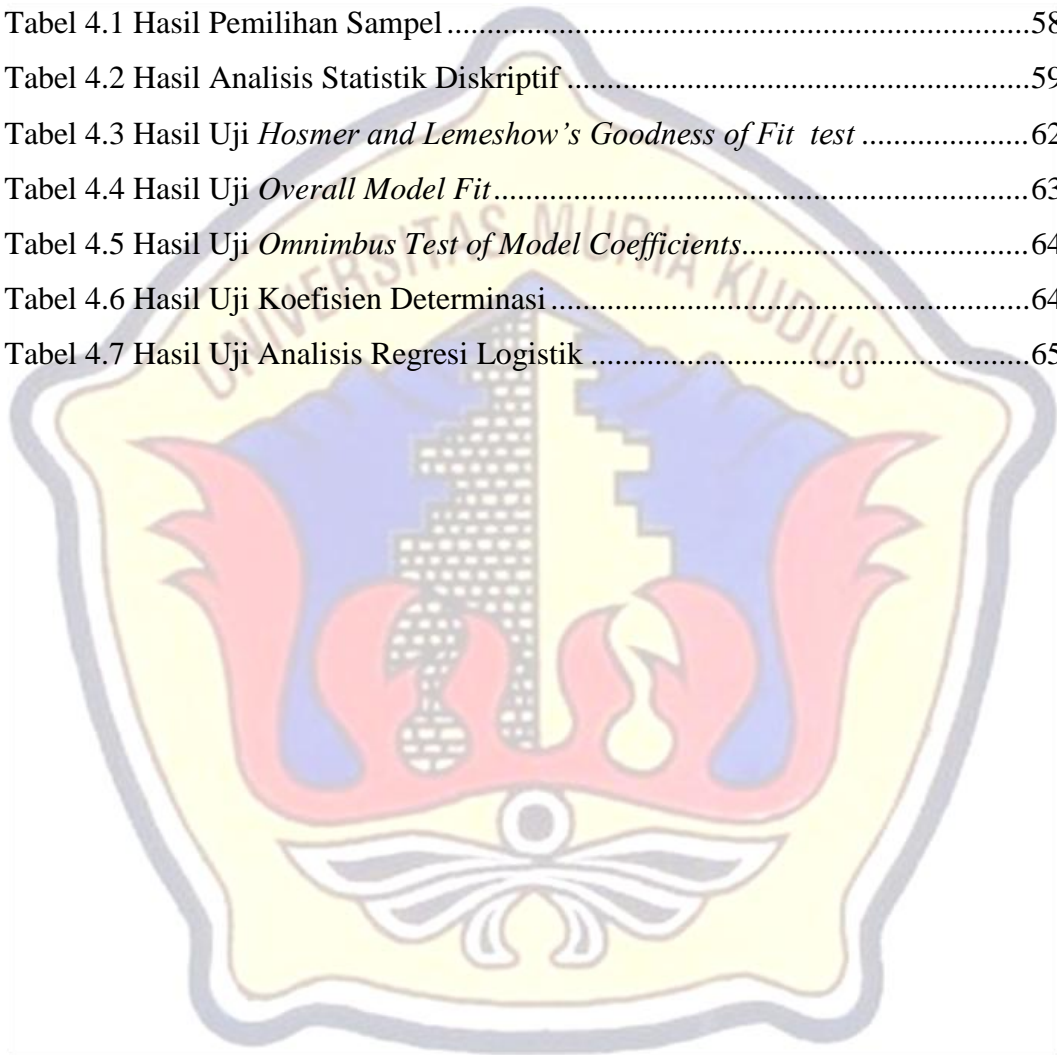 Tabel 4.1 Hasil Pemilihan Sampel ........................................................................58
Tabel 4.2 Hasil Analisis Statistik Diskriptif .........................................................59
Tabel 4.3 Hasil Uji Hosmer and Lemeshow's Goodness of Fit test .....................62
Tabel 4.4 Hasil Uji Overall Model Fit..................................................................63
Tabel 4.5 Hasil Uji Omnimbus Test of Model Coefficients...................................64
Tabel 4.6 Hasil Uji Koefisien Determinasi ...........................................................64
Tabel 4.7 Hasil Uji Analisis Regresi Logistik ......................................................65
UNIVERSITAS MURIA KUDUS